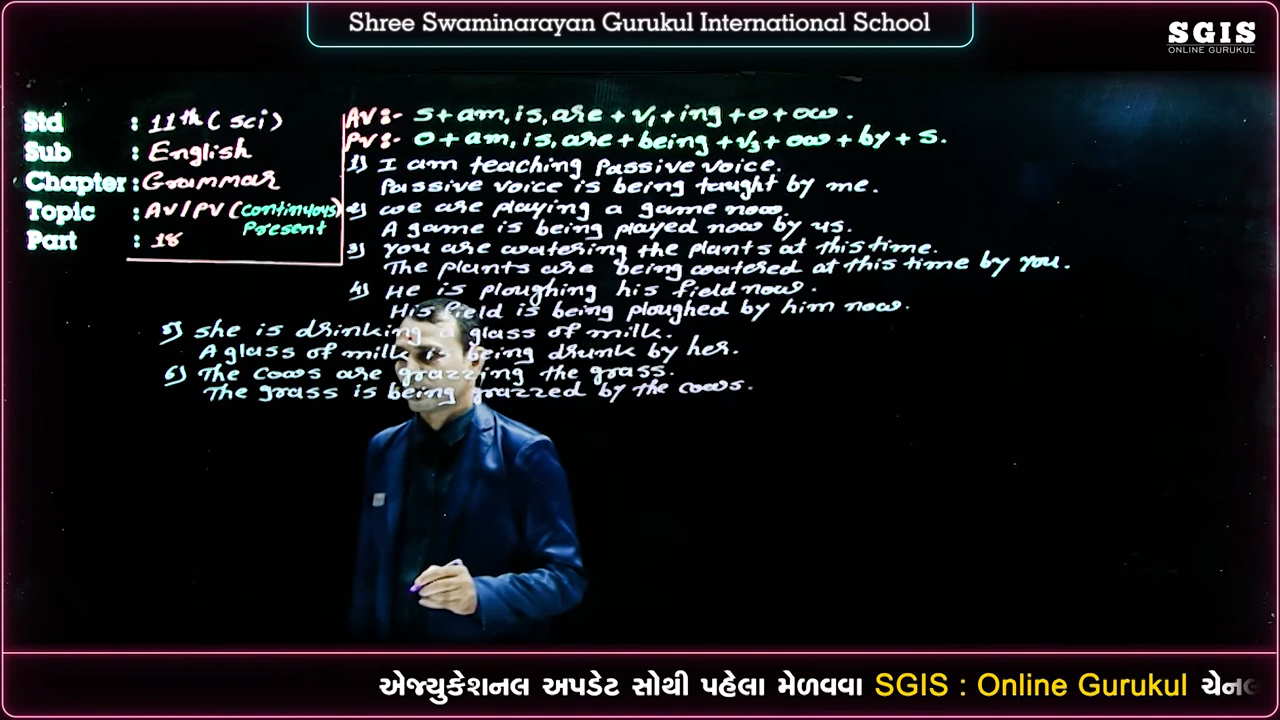 Shree Swaminarayan Gurukul International School
SGIS
ONLINE GURUKUL
Std : 11th (sci)
Sub : English
Chapter : Grammar
Topic : AV/PV (continuous Present
Part : 18
AV:- S+am, is, are + V1 + ing + O + OW.
PV:- O + am, is, are + being + V3 + OW + by + S.
1) I am teaching Passive voice.
Passive voice is being taught by me.
2) we are playing a game now.
A game is being played now by us.
3) you are watering the plants at this time.
The plants are being watered at this time by you.
4) He is ploughing his field now.
His field is being ploughed by him now.
5) she is drinking a glass of milk.
A glass of milk is being drunk by her.
6) The cows are grazzing the grass.
The grass is being grazzed by the cows.
એજ્યુકેશનલ અપડેટ સોથી પહેલા મેળવવા SGIS : Online Gurukul ચેનલ